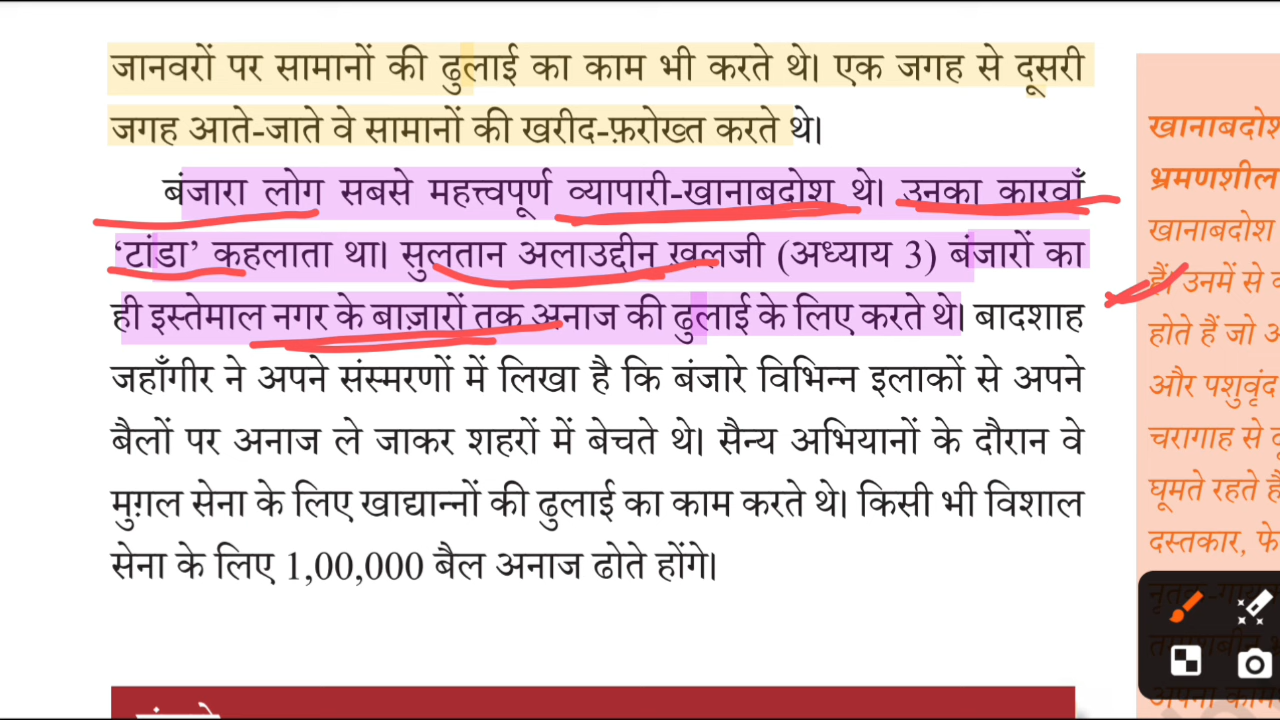 जानवरों पर सामानों की ढुलाई का काम भी करते थे। एक जगह से दूसरी
जगह आते-जाते वे सामानों की खरीद-फ़रोख्त करते थे।
बंजारा लोग सबसे महत्त्वपूर्ण व्यापारी-खानाबदोश थे। उनका कारवाँ
‘टांडा’ कहलाता था। सुलतान अलाउद्दीन खलजी (अध्याय 3) बंजारों का
ही इस्तेमाल नगर के बाज़ारों तक अनाज की ढुलाई के लिए करते थे। बादशाह
जहाँगीर ने अपने संस्मरणों में लिखा है कि बंजारे विभिन्न इलाकों से अपने
बैलों पर अनाज ले जाकर शहरों में बेचते थे। सैन्य अभियानों के दौरान वे
मुग़ल सेना के लिए खाद्यान्नों की ढुलाई का काम करते थे। किसी भी विशाल
सेना के लिए 1,00,000 बैल अनाज ढोते होंगे।
खानाबदोश
भ्रमणशील
खानाबदोश
हैं। उनमें से
होते हैं जो
और पशुवृंद
चरागाह से
घूमते रहते
दस्तकार,